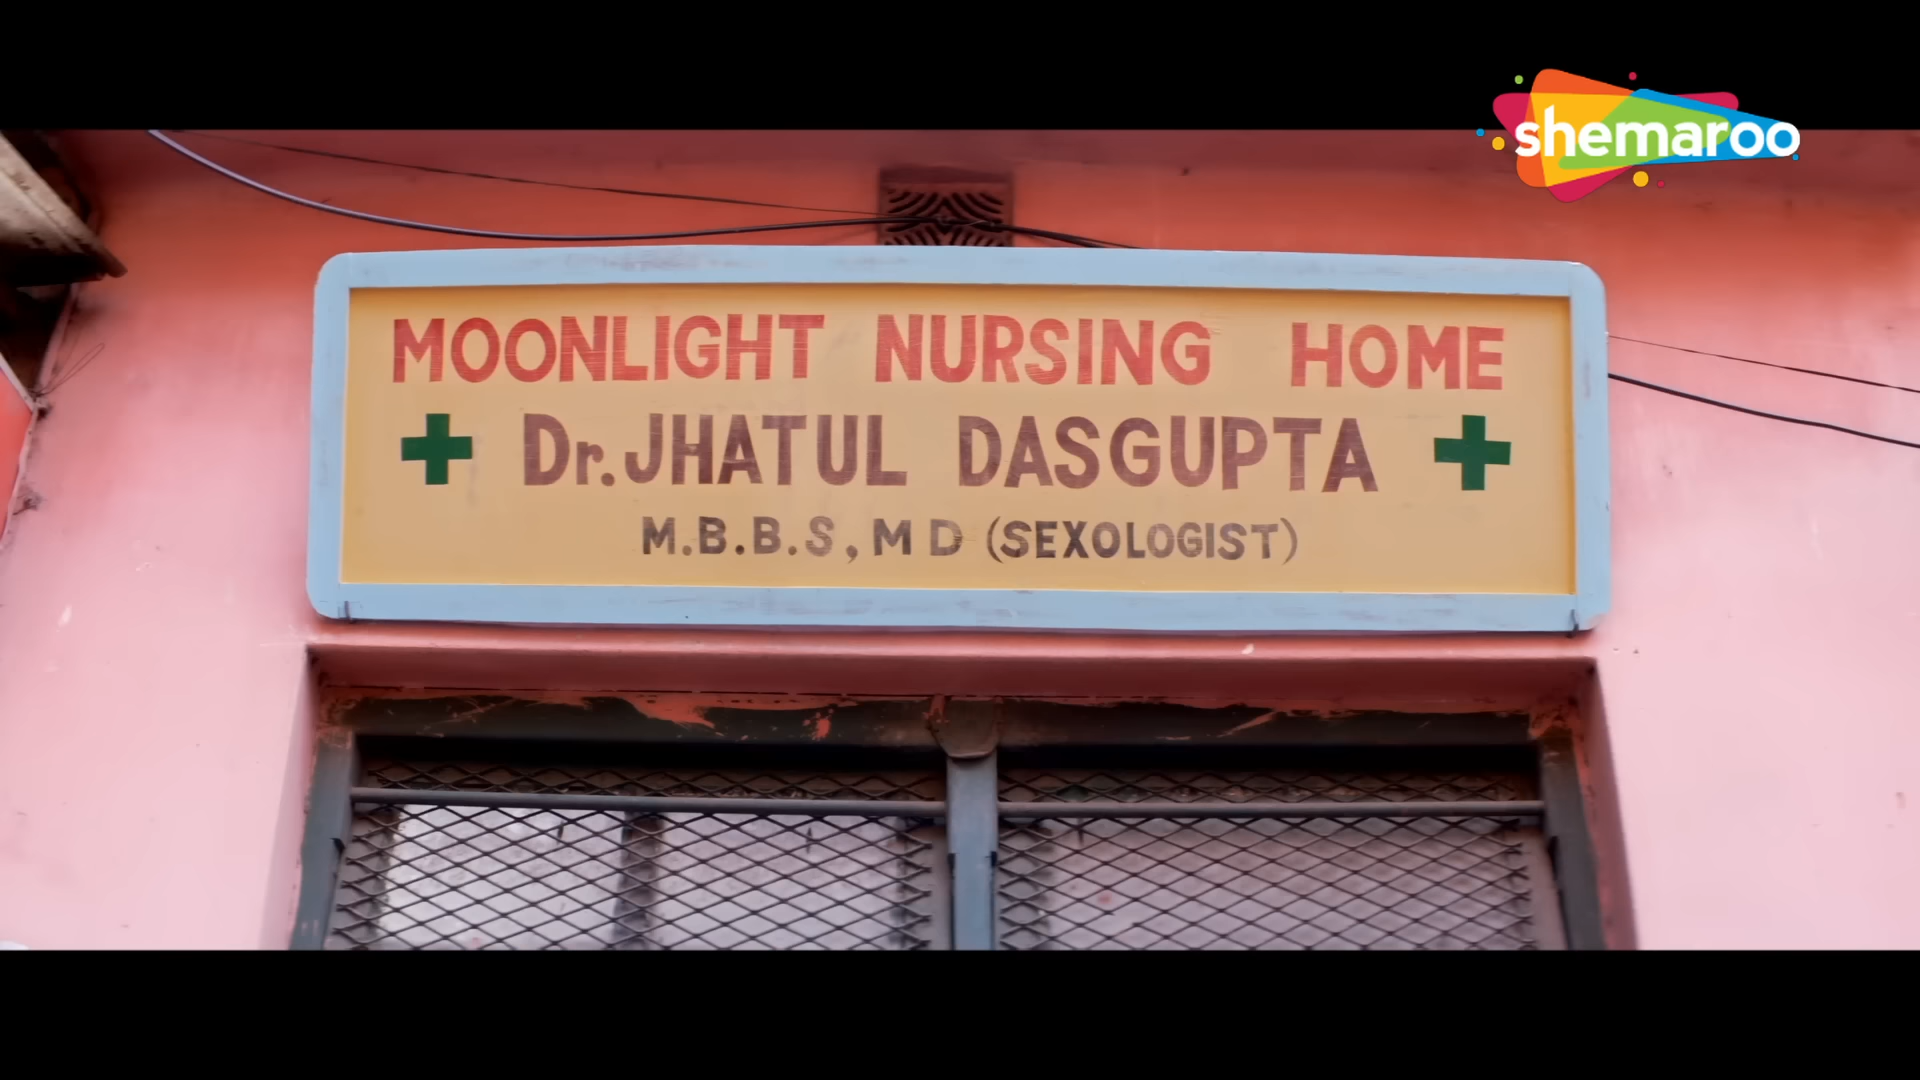 shemaroo
MOONLIGHT NURSING HOME
Dr. JHATUL DASGUPTA
M.B.B.S, M D (SEXOLOGIST)